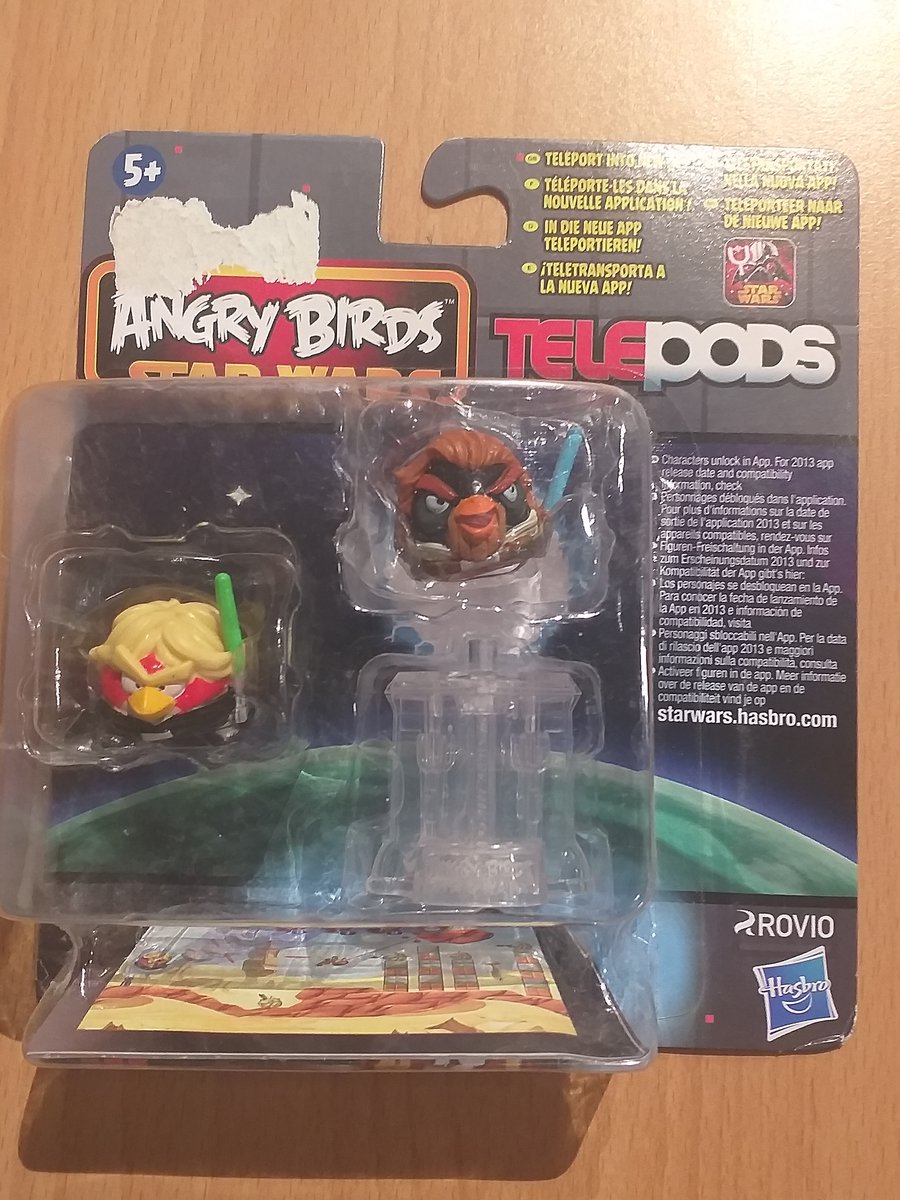 5+
ANGRY BIRDS™
STAR WARS
GB TELEPORT INTO
F TÉLÉPORTE-LES DANS LA
NOUVELLE APPLICATION !
D IN DIE NEUE APP
TELEPORTIEREN!
E ¡TELETRANSPORTA A
LA NUEVA APP!
NELLA NUOVA APP!
TELEPORTEER NAAR
DE NIEUWE APP!
STAR
WARS
TELEPODS
Characters unlock in App. For 2013 app
release date and compatibility
information, check
Personnages débloqués dans l'application.
Pour plus d'informations sur la date de
sortie de l'application 2013 et sur les
appareils compatibles, rendez-vous sur
Figuren-Freischaltung in der App. Infos
zum Erscheinungsdatum 2013 und zur
Kompatibilität der App gibt's hier:
Los personajes se desbloquean en la App.
Para conocer la fecha de lanzamiento de
la App en 2013 e información de
compatibilidad, visita
Personaggi sbloccabili nell'App. Per la data
di rilascio dell'app 2013 e maggiori
informazioni sulla compatibilità, consulta
Activeer figuren in de app. Meer informatie
over de release van de app en de
compatibiliteit vind je op
starwars.hasbro.com
ROVIO
Hasbro